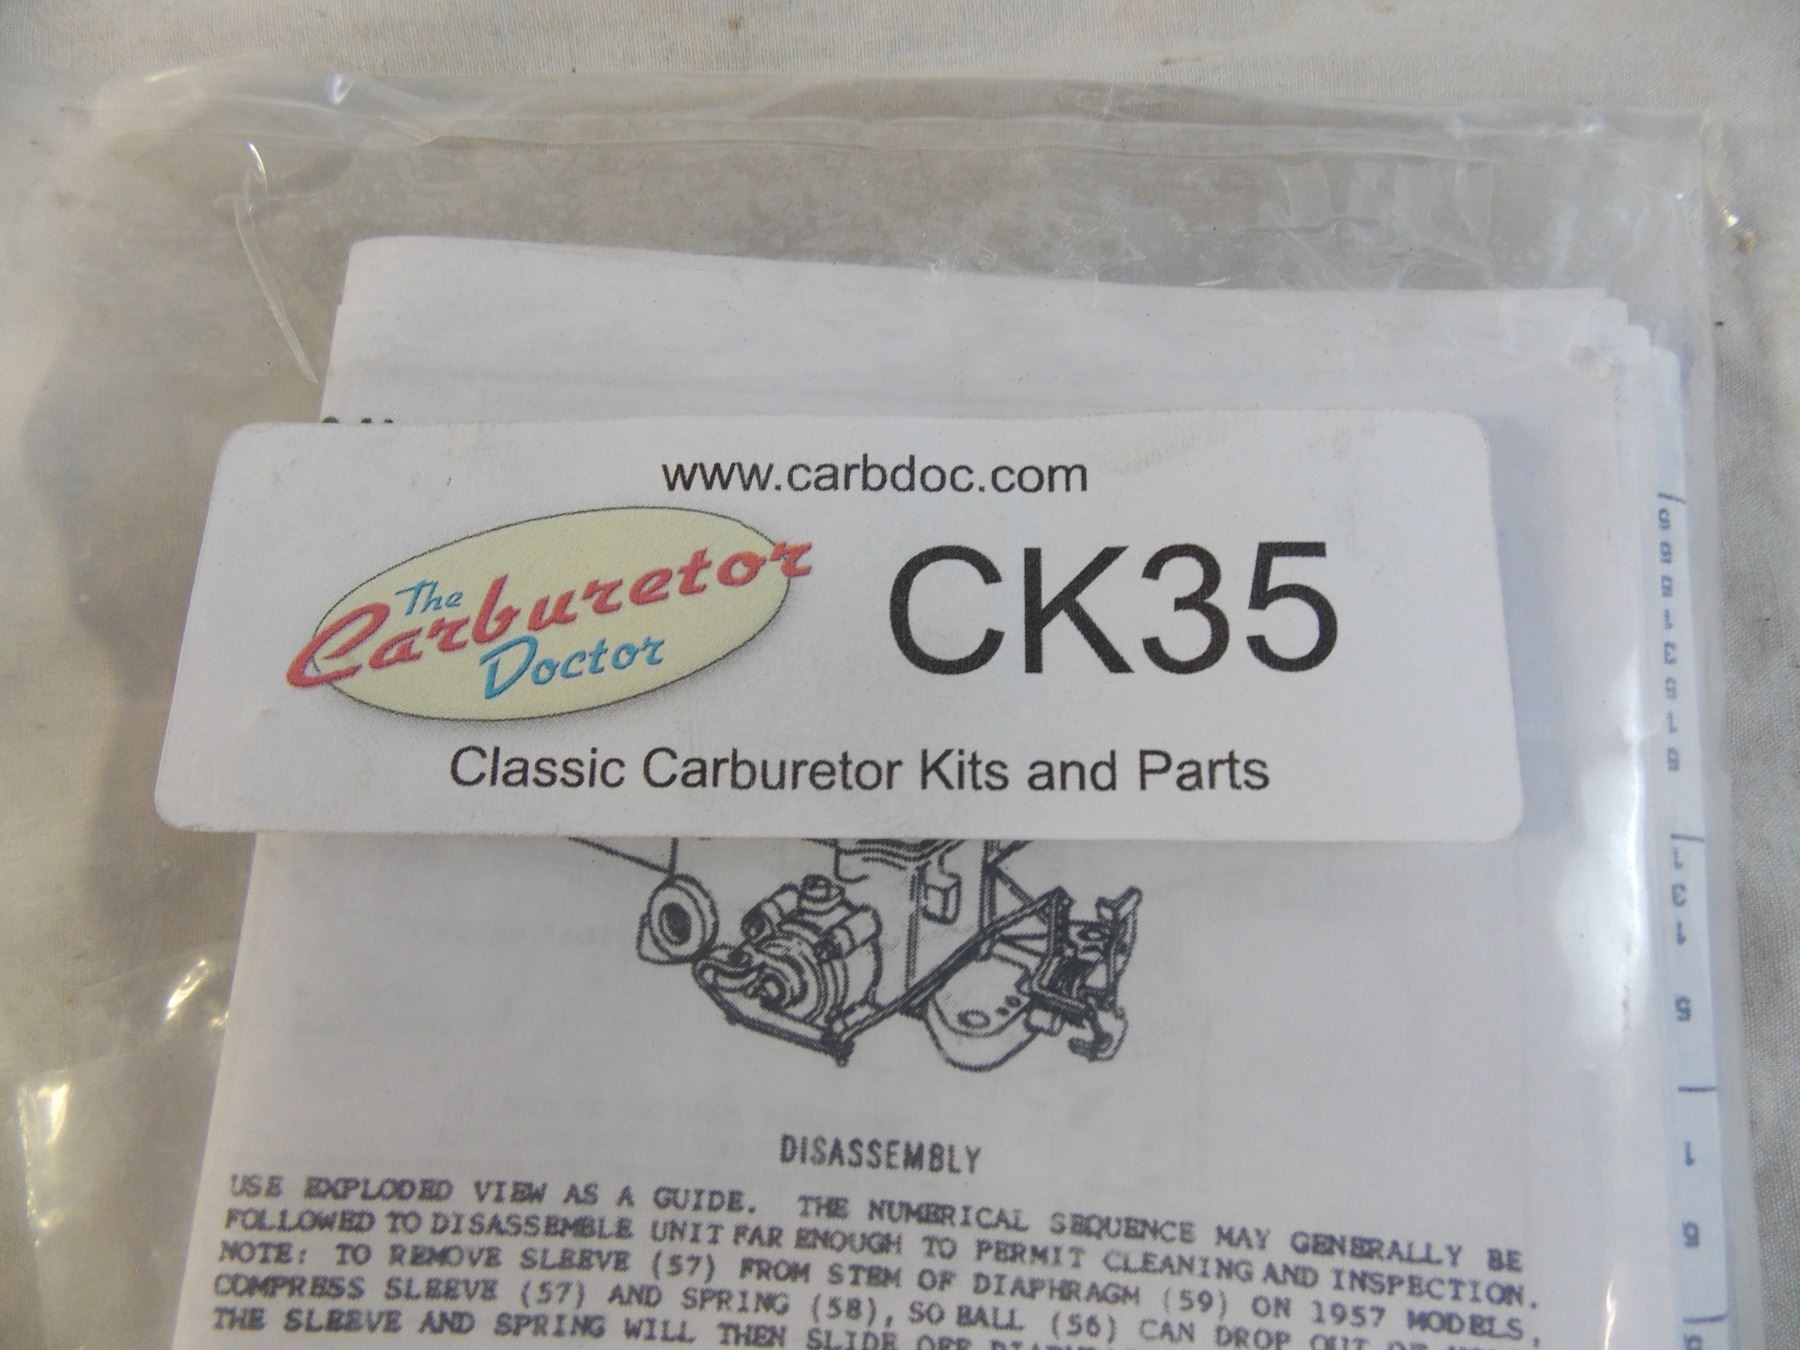 www.carbdoc.com
The
Carburetor
Doctor
CK35
Classic Carburetor Kits and Parts
DISASSEMBLY
USE EXPLODED VIEW AS A GUIDE. THE NUMERICAL SEQUENCE MAY GENERALLY BE
FOLLOWED TO DISASSEMBLE UNIT FAR ENOUGH TO PERMIT CLEANING AND INSPECTION.
NOTE: TO REMOVE SLEEVE (57) FROM STEM OF DIAPHRAGM (59) ON 1957 MODELS,
COMPRESS SLEEVE (57) AND SPRING (58), SO BALL (56) CAN DROP OUT OF
THE SLEEVE AND SPRING WILL THEN SLIDE OFF